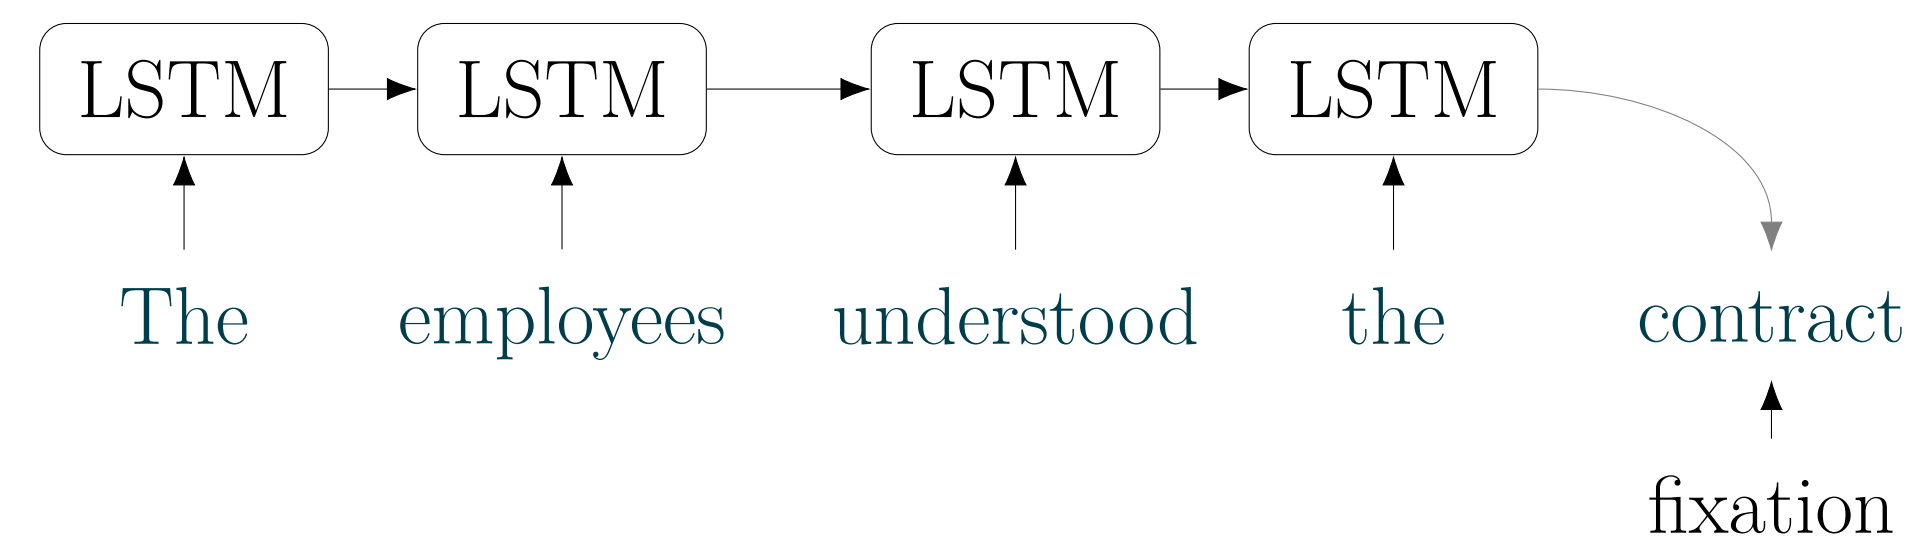 LSTM LSTM LSTM LSTM
The employees understood the contract
fixation